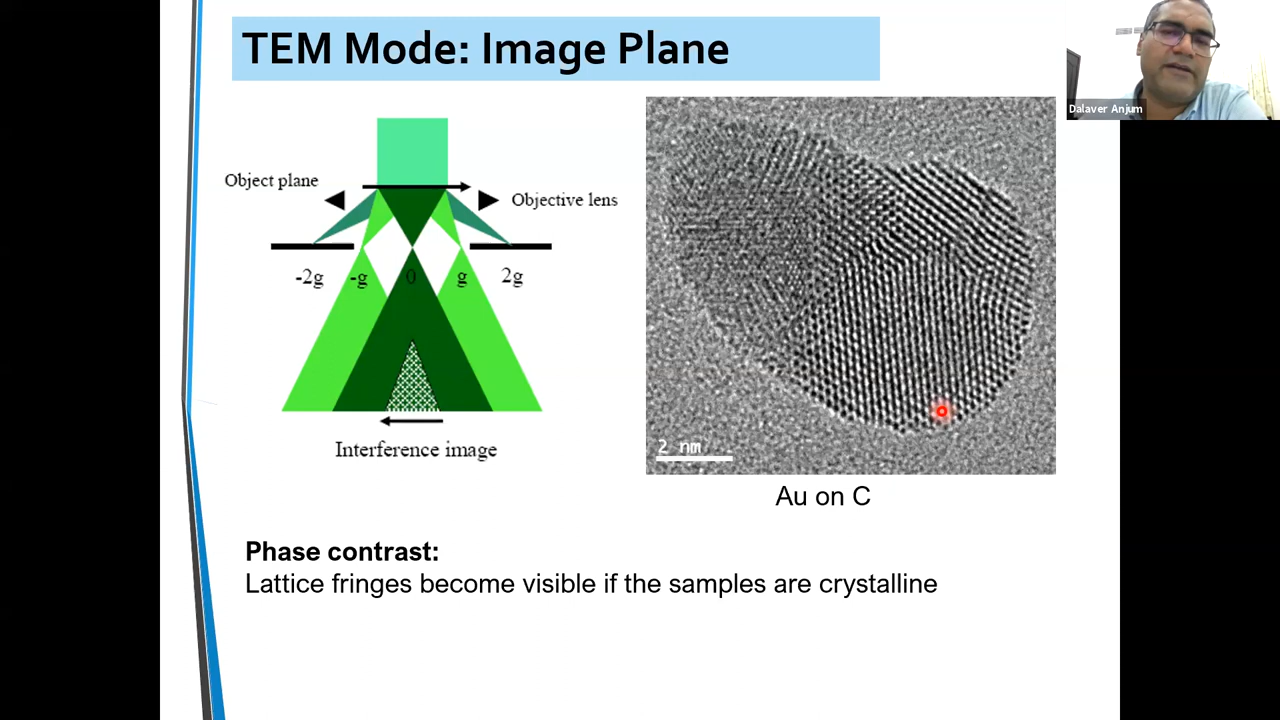 TEM Mode: Image Plane
Dalaver Anjum
Object plane
Objective lens
-2g -g 0 g 2g
Interference image
2 nm
Au on C
Phase contrast:
Lattice fringes become visible if the samples are crystalline